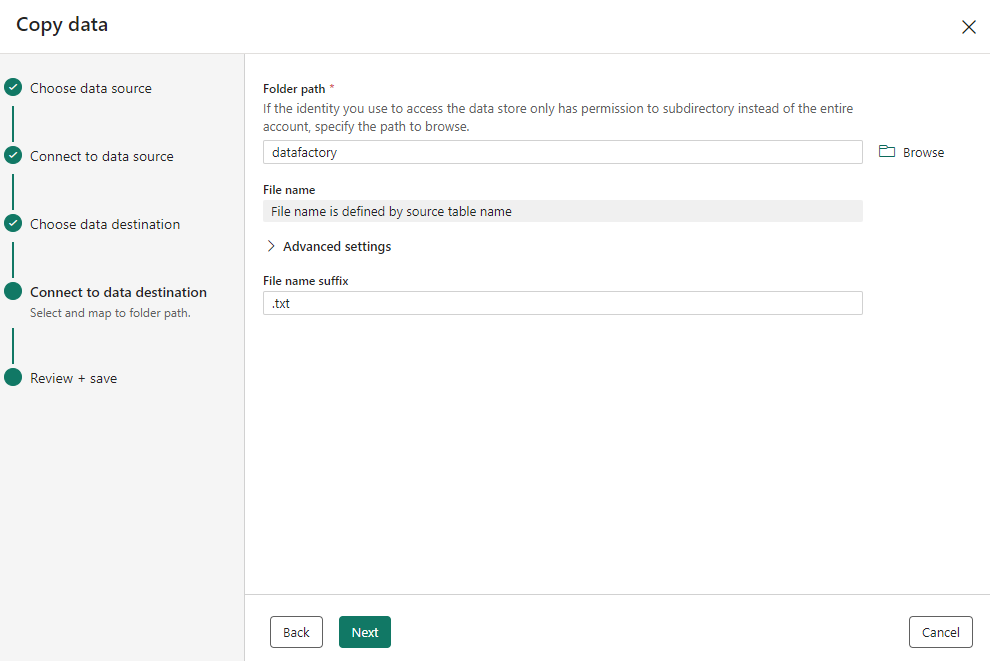 Copy data
Choose data source
Connect to data source
Choose data destination
Connect to data destination
Select and map to folder path.
Review + save
Folder path *
If the identity you use to access the data store only has permission to subdirectory instead of the entire
account, specify the path to browse.
datafactory
Browse
File name
File name is defined by source table name
Advanced settings
File name suffix
.txt
Back
Next
Cancel